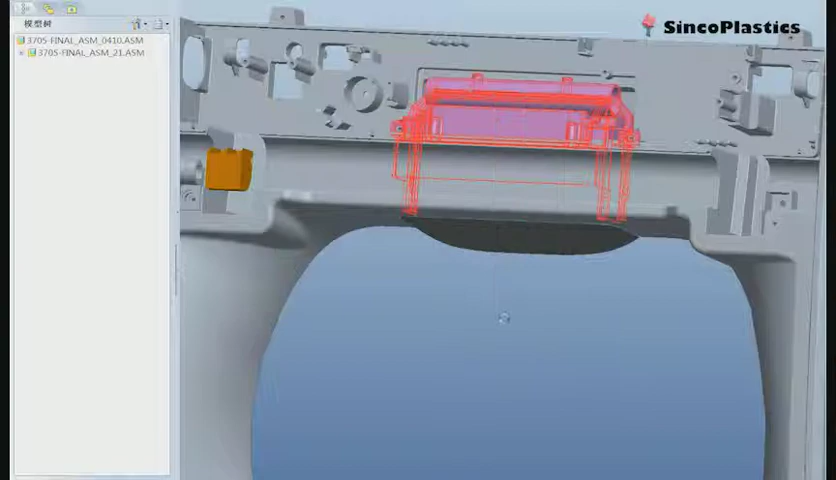 SincoPlastics
模型树
3705-FINAL_ASM_0410.ASM
3705-FINAL_ASM_21.ASM